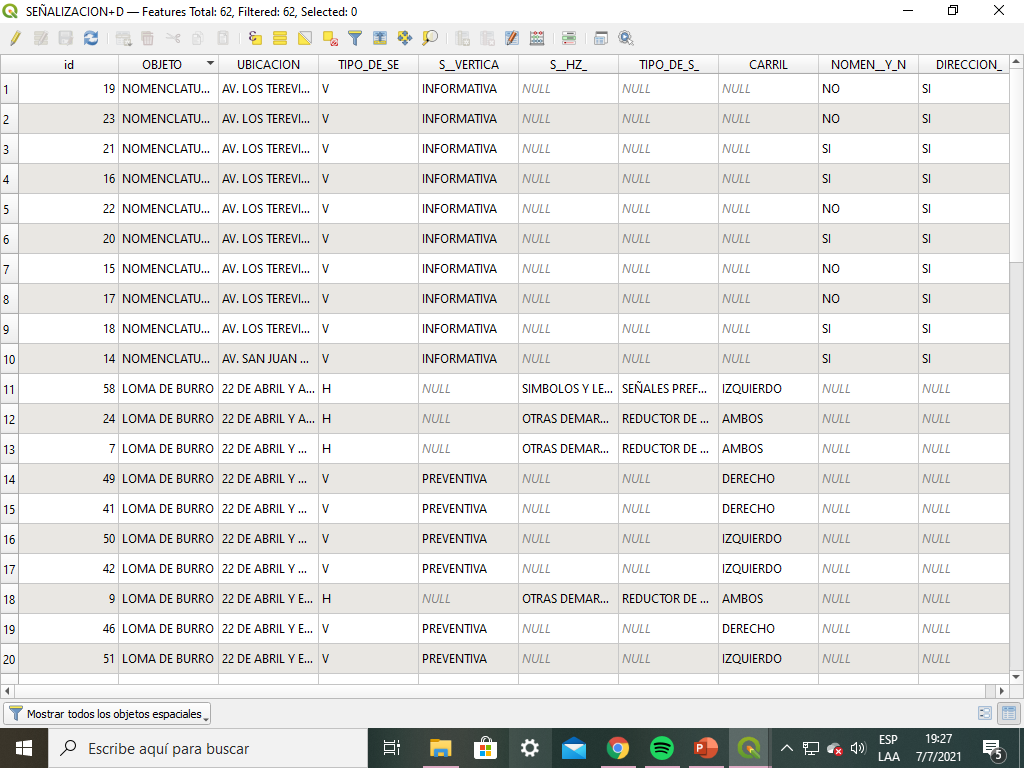 SEÑALIZACION+D — Features Total: 62, Filtered: 62, Selected: 0
id OBJETO UBICACION TIPO_DE_SE S__VERTICA S__HZ_ TIPO_DE_S_ CARRIL NOMEN__Y_N DIRECCION_
1 19 NOMENCLATU... AV. LOS TEREVI... V INFORMATIVA NULL NULL NULL NO SI
2 23 NOMENCLATU... AV. LOS TEREVI... V INFORMATIVA NULL NULL NULL NO SI
3 21 NOMENCLATU... AV. LOS TEREVI... V INFORMATIVA NULL NULL NULL SI SI
4 16 NOMENCLATU... AV. LOS TEREVI... V INFORMATIVA NULL NULL NULL SI SI
5 22 NOMENCLATU... AV. LOS TEREVI... V INFORMATIVA NULL NULL NULL NO SI
6 20 NOMENCLATU... AV. LOS TEREVI... V INFORMATIVA NULL NULL NULL SI SI
7 15 NOMENCLATU... AV. LOS TEREVI... V INFORMATIVA NULL NULL NULL NO SI
8 17 NOMENCLATU... AV. LOS TEREVI... V INFORMATIVA NULL NULL NULL NO SI
9 18 NOMENCLATU... AV. LOS TEREVI... V INFORMATIVA NULL NULL NULL SI SI
10 14 NOMENCLATU... AV. SAN JUAN ... V INFORMATIVA NULL NULL NULL SI SI
11 58 LOMA DE BURRO 22 DE ABRIL Y A... H NULL SIMBOLOS Y LE... SEÑALES PREF... IZQUIERDO NULL NULL
12 24 LOMA DE BURRO 22 DE ABRIL Y A... H NULL OTRAS DEMAR... REDUCTOR DE ... AMBOS NULL NULL
13 7 LOMA DE BURRO 22 DE ABRIL Y ... H NULL OTRAS DEMAR... REDUCTOR DE ... AMBOS NULL NULL
14 49 LOMA DE BURRO 22 DE ABRIL Y ... V PREVENTIVA NULL NULL DERECHO NULL NULL
15 41 LOMA DE BURRO 22 DE ABRIL Y ... V PREVENTIVA NULL NULL DERECHO NULL NULL
16 50 LOMA DE BURRO 22 DE ABRIL Y ... V PREVENTIVA NULL NULL IZQUIERDO NULL NULL
17 42 LOMA DE BURRO 22 DE ABRIL Y ... V PREVENTIVA NULL NULL IZQUIERDO NULL NULL
18 9 LOMA DE BURRO 22 DE ABRIL Y E... H NULL OTRAS DEMAR... REDUCTOR DE ... AMBOS NULL NULL
19 46 LOMA DE BURRO 22 DE ABRIL Y E... V PREVENTIVA NULL NULL DERECHO NULL NULL
20 51 LOMA DE BURRO 22 DE ABRIL Y E... V PREVENTIVA NULL NULL IZQUIERDO NULL NULL
Mostrar todos los objetos espaciales
Escribe aquí para buscar
ESP 19:27
LAA 7/7/2021 5